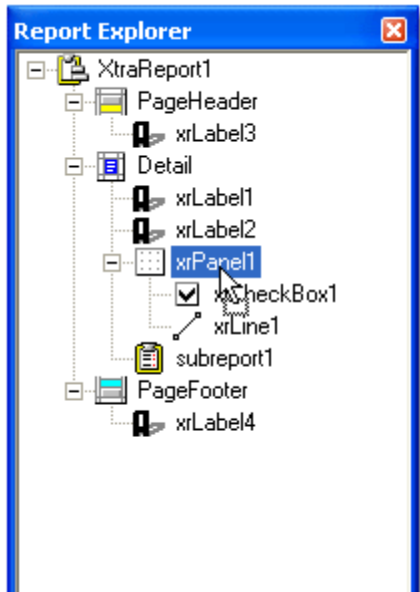 Report Explorer
XtraReport1
PageHeader
xrLabel3
Detail
xrLabel1
xrLabel2
xrPanel1
xrCheckBox1
xrLine1
subreport1
PageFooter
xrLabel4